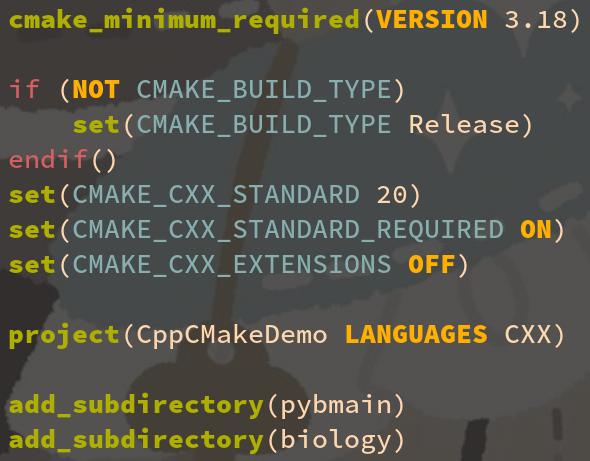 cmake_minimum_required(VERSION 3.18)
if (NOT CMAKE_BUILD_TYPE)
    set(CMAKE_BUILD_TYPE Release)
endif()
set(CMAKE_CXX_STANDARD 20)
set(CMAKE_CXX_STANDARD_REQUIRED ON)
set(CMAKE_CXX_EXTENSIONS OFF)
project(CppCMakeDemo LANGUAGES CXX)
add_subdirectory(pybmain)
add_subdirectory(biology)